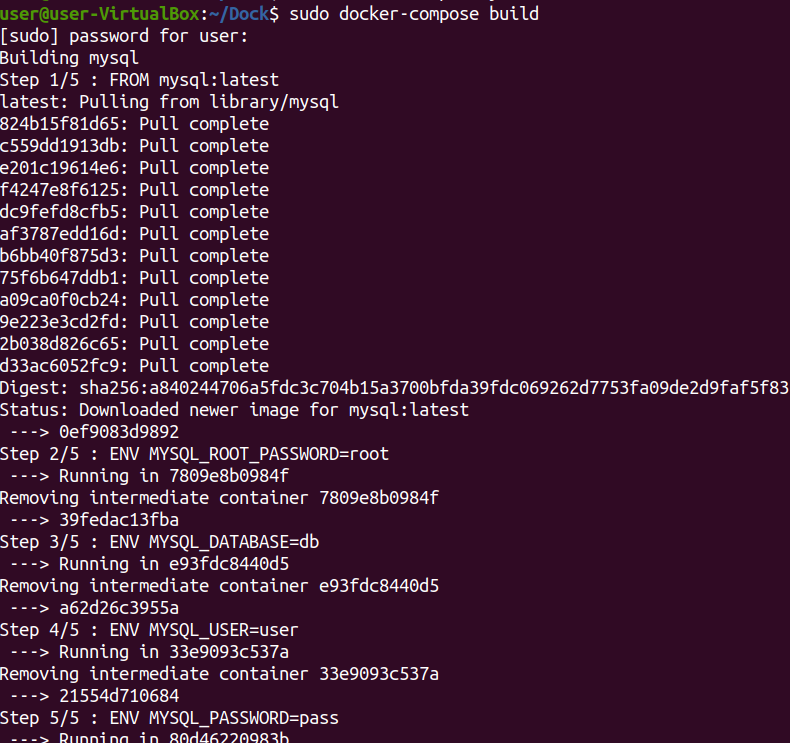 user@user-VirtualBox:~/Dock$ sudo docker-compose build
[sudo] password for user:
Building mysql
Step 1/5 : FROM mysql:latest
latest: Pulling from library/mysql
824b15f81d65: Pull complete
c559dd1913db: Pull complete
e201c19614e6: Pull complete
f4247e8f6125: Pull complete
dc9fefd8cfb5: Pull complete
af3787edd16d: Pull complete
b6bb40f875d3: Pull complete
75f6b647ddb1: Pull complete
a09ca0f0cb24: Pull complete
9e223e3cd2fd: Pull complete
2b038d826c65: Pull complete
d33ac6052fc9: Pull complete
Digest: sha256:a840244706a5fdc3c704b15a3700bfda39fdc069262d7753fa09de2d9faf5f83
Status: Downloaded newer image for mysql:latest
 ---> 0ef9083d9892
Step 2/5 : ENV MYSQL_ROOT_PASSWORD=root
 ---> Running in 7809e8b0984f
Removing intermediate container 7809e8b0984f
 ---> 39fedac13fba
Step 3/5 : ENV MYSQL_DATABASE=db
 ---> Running in e93fdc8440d5
Removing intermediate container e93fdc8440d5
 ---> a62d26c3955a
Step 4/5 : ENV MYSQL_USER=user
 ---> Running in 33e9093c537a
Removing intermediate container 33e9093c537a
 ---> 21554d710684
Step 5/5 : ENV MYSQL_PASSWORD=pass
 ---> Running in 80d46220983b